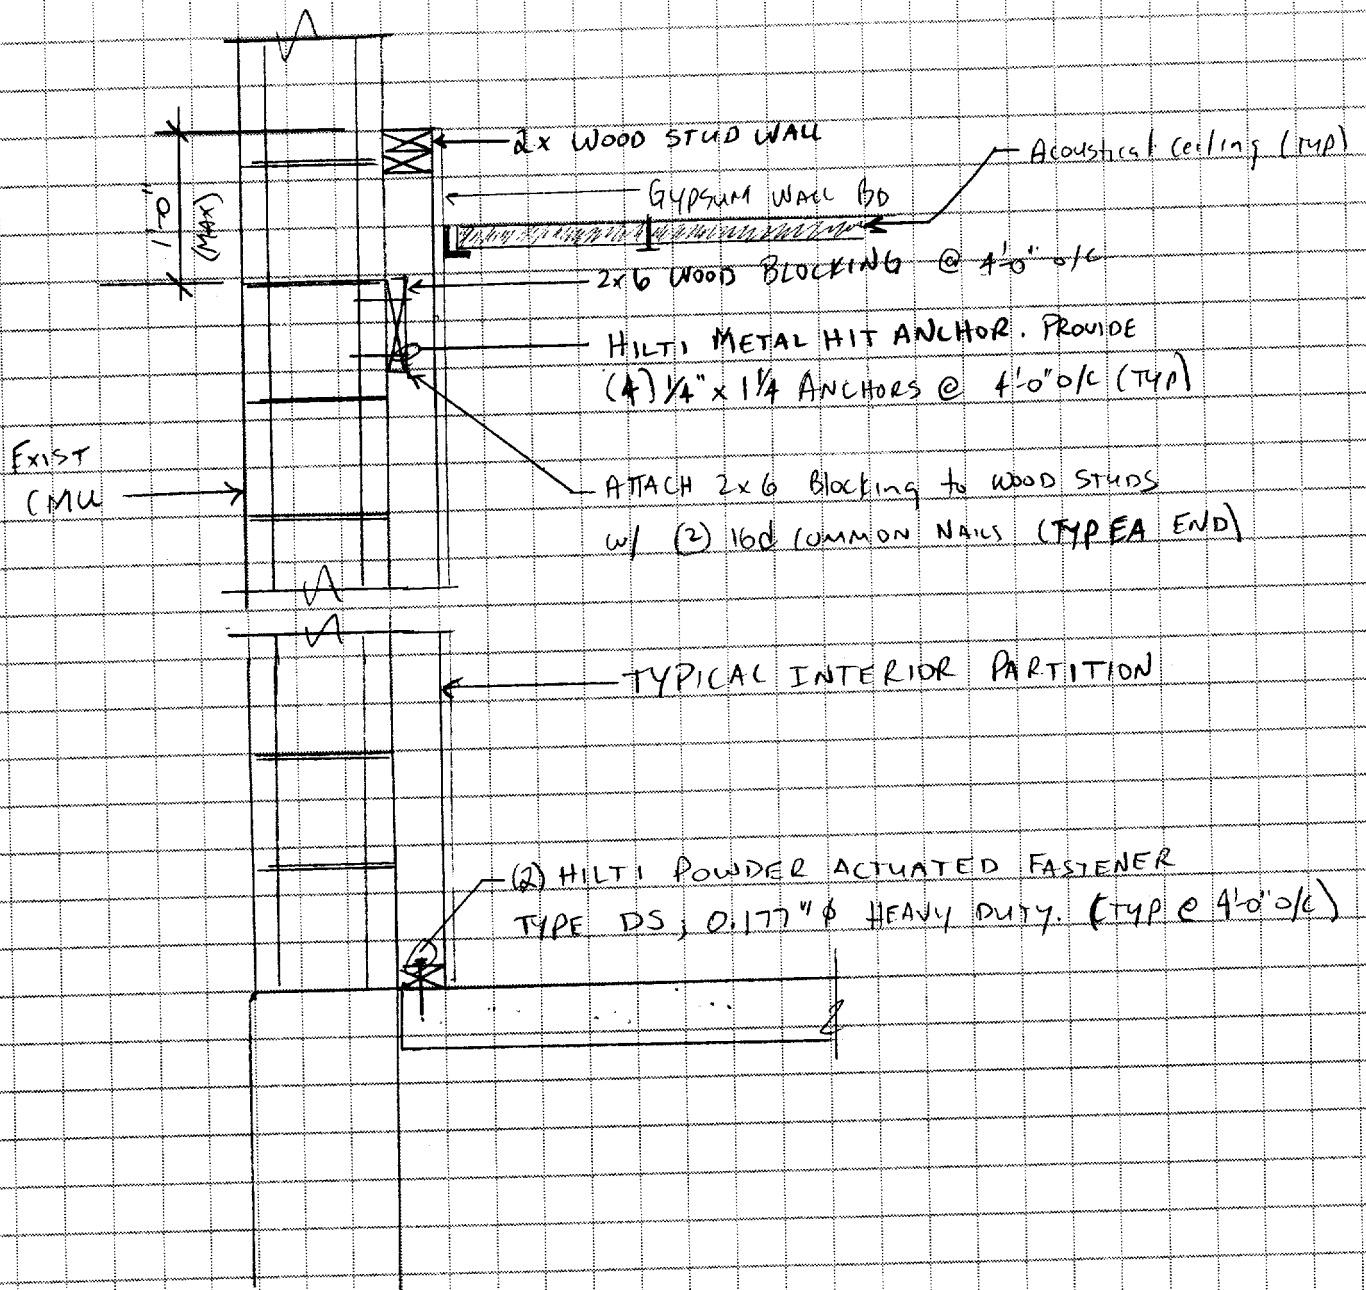 2x WOOD STUD WALL
Acoustical Ceiling (TYP)
GYPSUM WALL BD
1'-0"
(MAX)
2x6 WOOD BLOCKING @ 4'-0" o/c
HILTI METAL HIT ANCHOR. PROVIDE
(4) 1/4" x 1 1/4 ANCHORS @ 4'-0" o/c (TYP)
EXIST
CMU
ATTACH 2x6 Blocking to WOOD STUDS
w/ (2) 16d COMMON NAILS (TYP EA END)
TYPICAL INTERIOR PARTITION
(2) HILTI POWDER ACTUATED FASTENER
TYPE DS; 0.177"ϕ HEAVY DUTY. (TYP @ 4'-0" o/c)